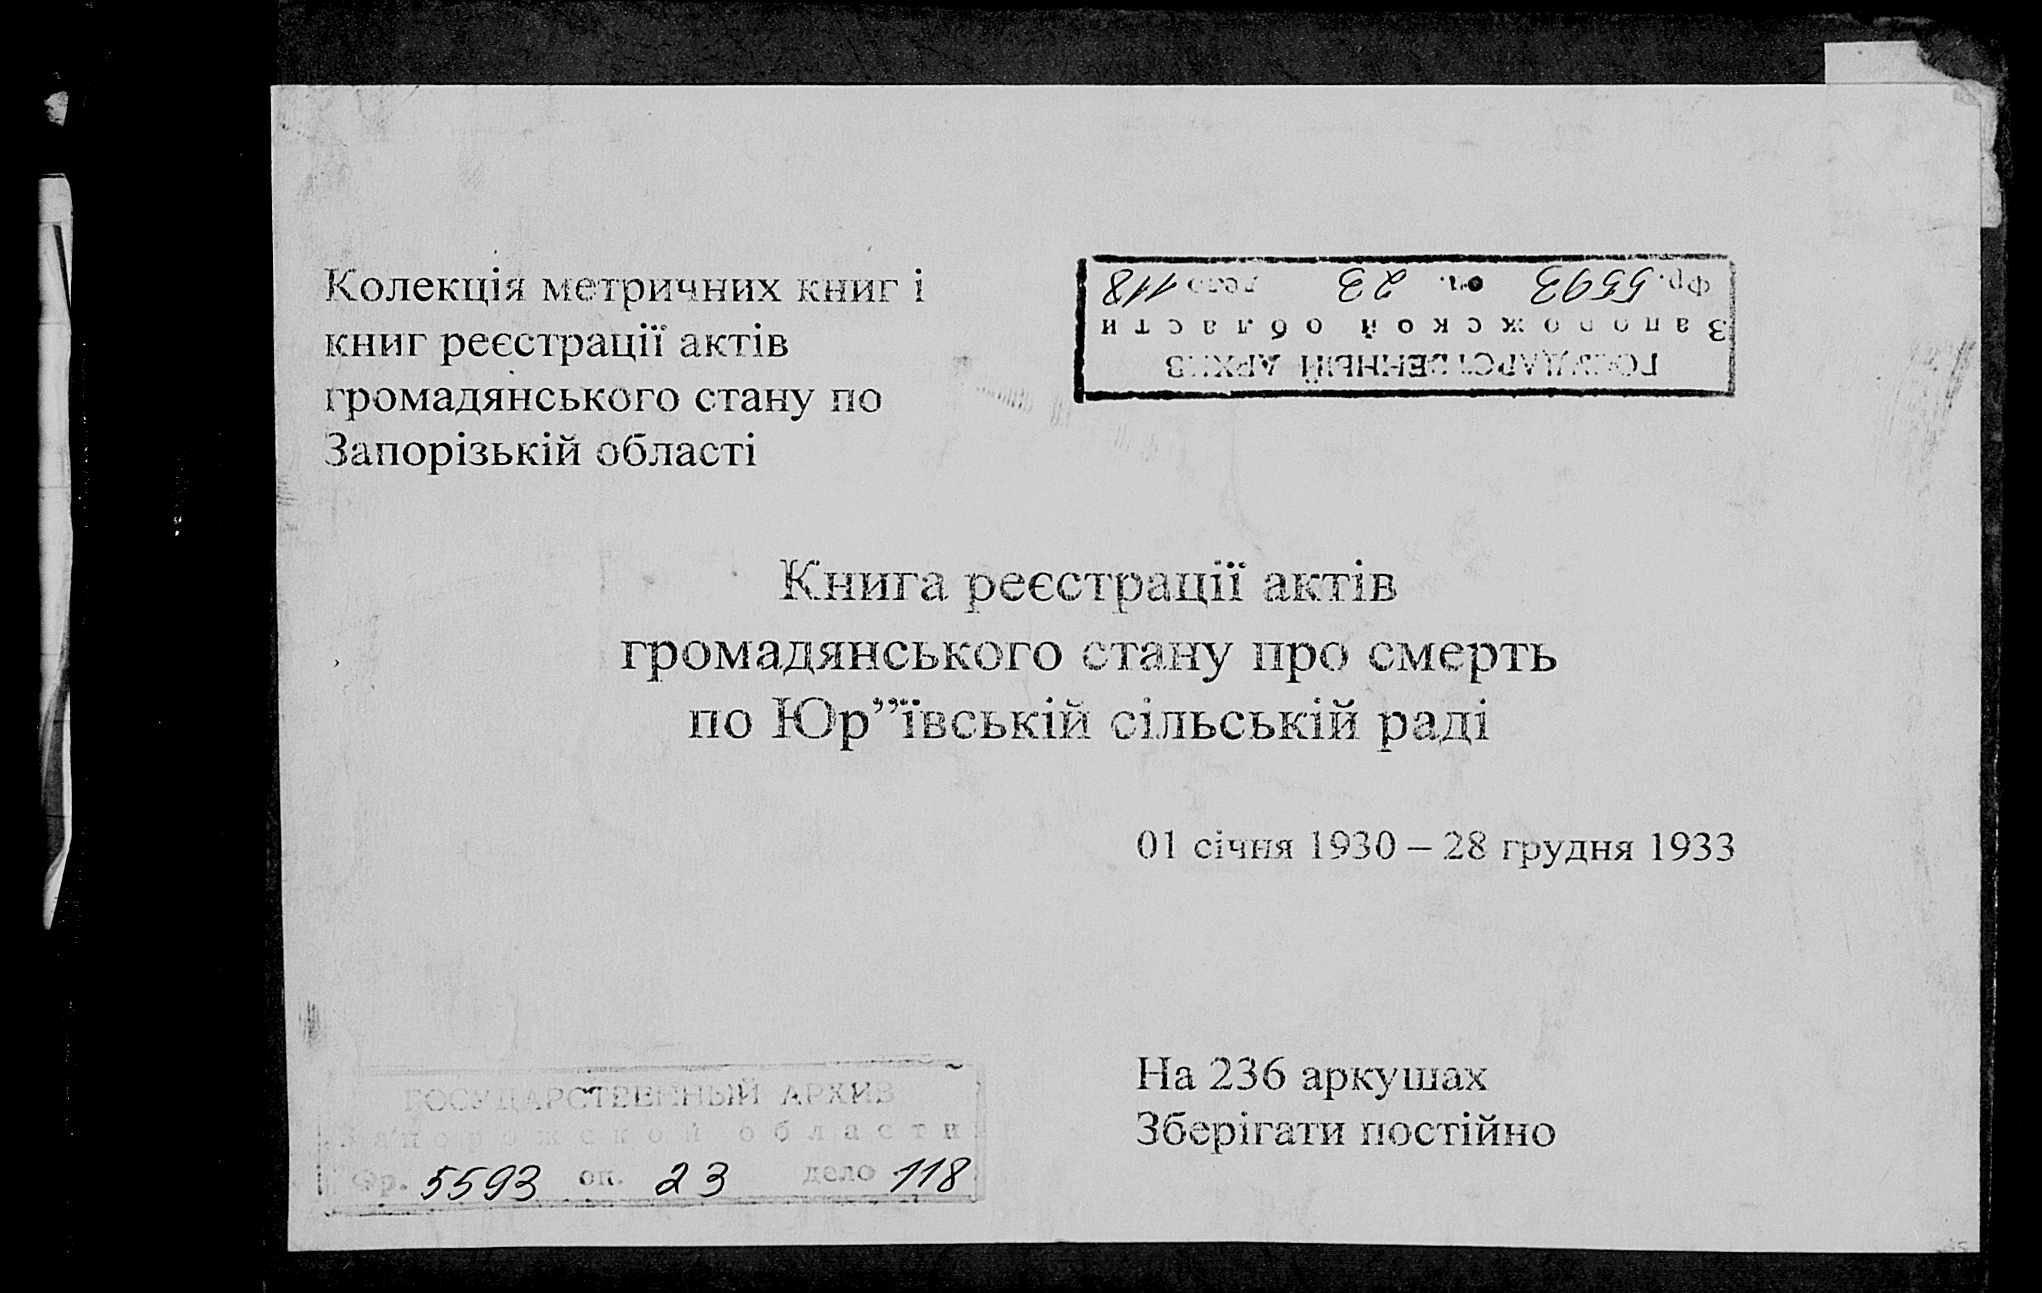 Колекція метричних книг і
книг реєстрації актів
громадянського стану по
Запорізькій області
ГОСУДАРСТВЕННЫЙ АРХИВ
Запорожской области
Фр. 5593 оп. 23 дело 118
Книга реєстрації актів
громадянського стану про смерть
по Юр”ївській сільській раді
01 січня 1930 – 28 грудня 1933
На 236 аркушах
Зберігати постійно
ГОСУДАРСТВЕННЫЙ АРХИВ
Запорожской области
Фр. 5593 оп. 23 дело 118